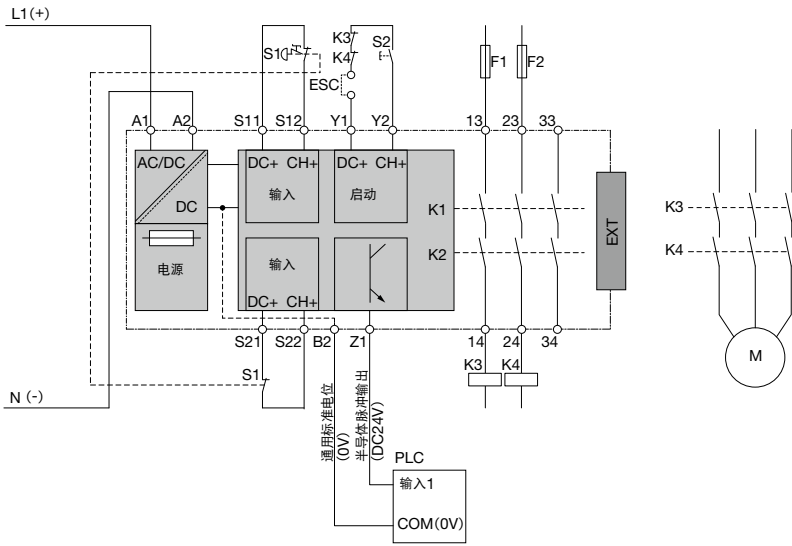 L1(+)
K3
S2
S1
K4
F1
F2
ESC
A1
A2
S11
S12
Y1
Y2
13
23
33
AC/DC
DC+
CH+
DC+
CH+
输入
启动
DC
K1
K3
EXT
K2
K4
输入
电源
DC+
CH+
S21
S22
B2
Z1
14
24
34
M
K3
K4
S1
N (-)
通用标准电位
(0V)
半导体脉冲输出
(DC24V)
PLC
输入1
COM(0V)